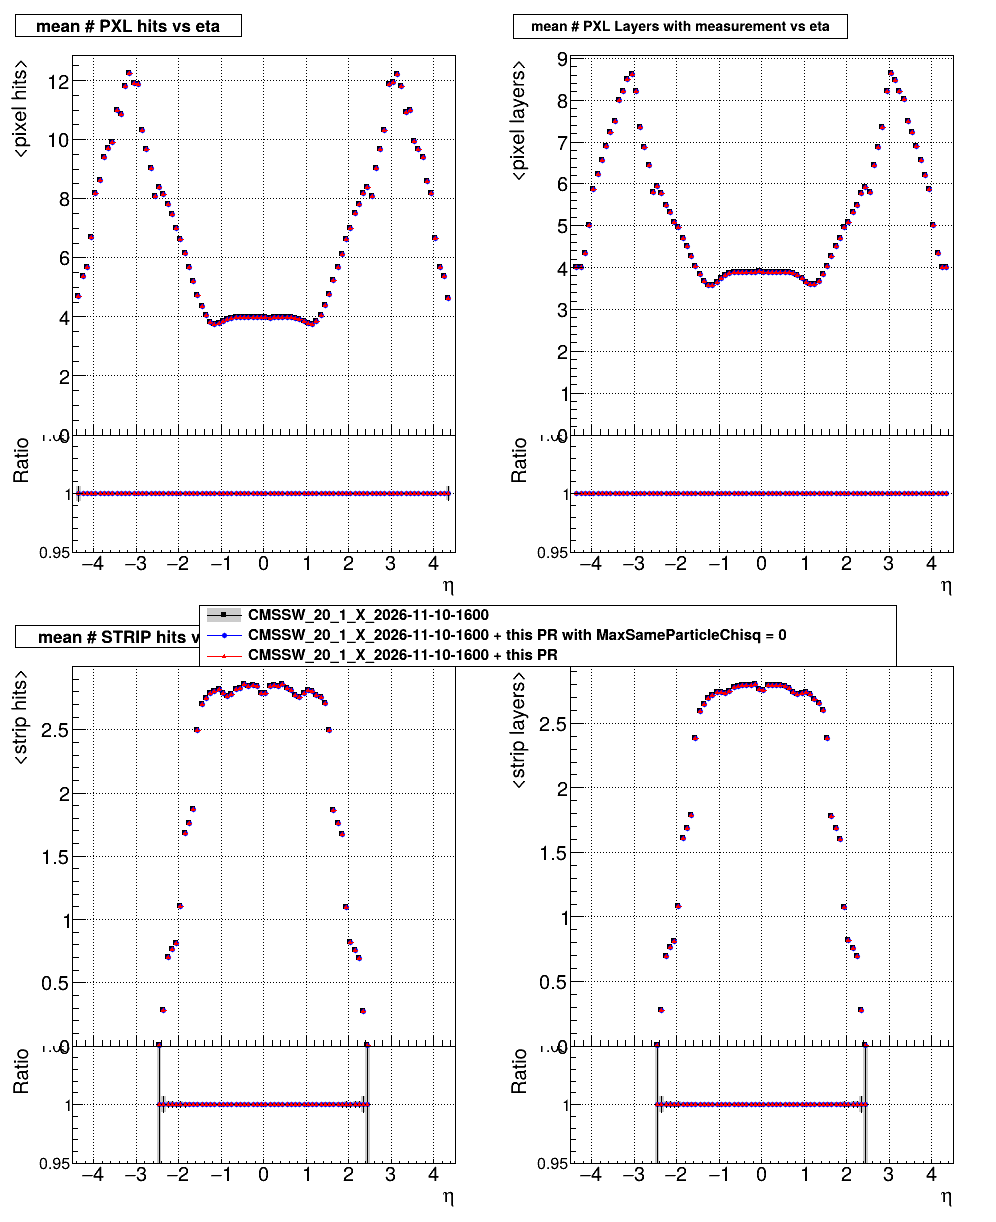 mean # PXL hits vs eta
<pixel hits>
12
10
8
6
4
2
0
Ratio
1
0.95
−4 −3 −2 −1 0 1 2 3 4
η
mean # PXL Layers with measurement vs eta
<pixel layers>
9
8
7
6
5
4
3
2
1
0
Ratio
1
0.95
−4 −3 −2 −1 0 1 2 3 4
η
CMSSW_20_1_X_2026-11-10-1600
CMSSW_20_1_X_2026-11-10-1600 + this PR with MaxSameParticleChisq = 0
CMSSW_20_1_X_2026-11-10-1600 + this PR
mean # STRIP hits v
<strip hits>
2.5
2
1.5
1
0.5
0
Ratio
1
0.95
−4 −3 −2 −1 0 1 2 3 4
η
<strip layers>
2.5
2
1.5
1
0.5
0
Ratio
1
0.95
−4 −3 −2 −1 0 1 2 3 4
η